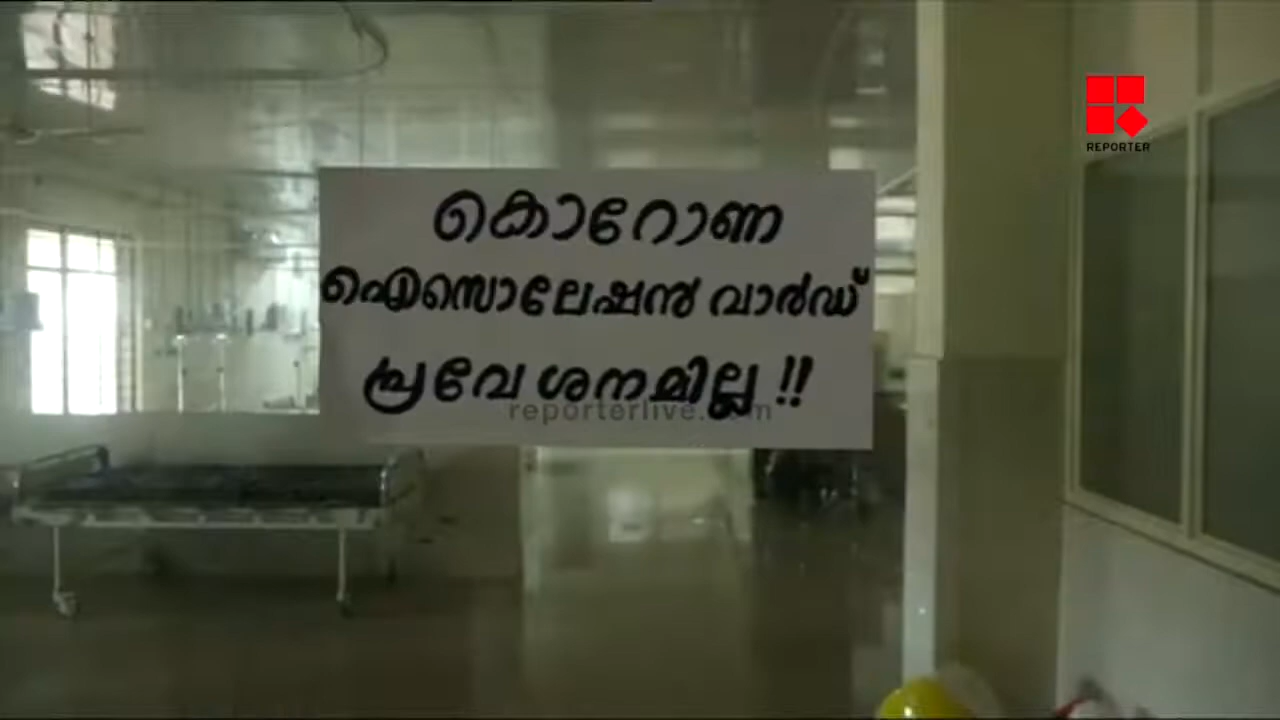 REPORTER
കൊറോണ
ഐസൊലേഷൻ വാർഡ്
പ്രവേശനമില്ല !!
reporterlive.com